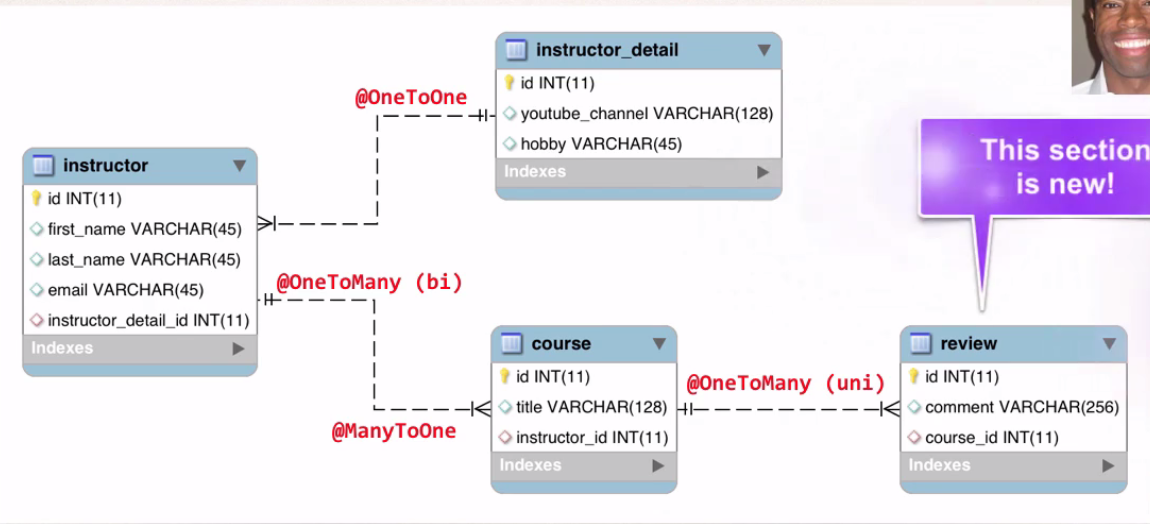 instructor_detail
id INT(11)
youtube_channel VARCHAR(128)
hobby VARCHAR(45)
Indexes
@OneToOne
instructor
id INT(11)
first_name VARCHAR(45)
last_name VARCHAR(45)
email VARCHAR(45)
instructor_detail_id INT(11)
Indexes
@OneToMany (bi)
@ManyToOne
course
id INT(11)
title VARCHAR(128)
instructor_id INT(11)
Indexes
@OneToMany (uni)
This section
is new!
review
id INT(11)
comment VARCHAR(256)
course_id INT(11)
Indexes